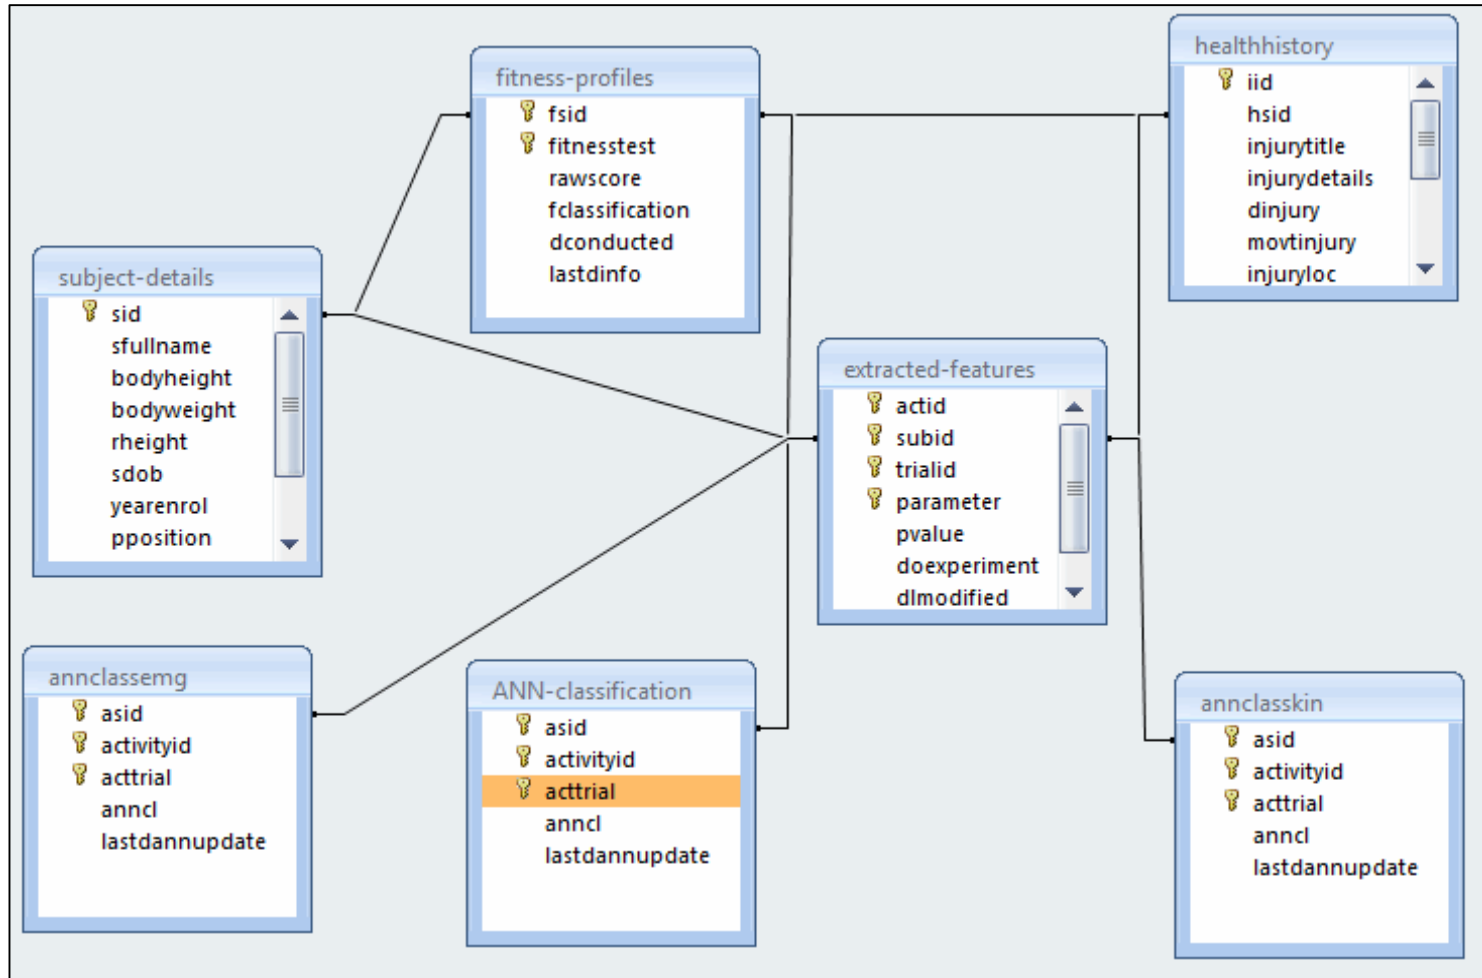 fitness-profiles
fsid
fitnesstest
rawscore
fclassification
dconducted
lastdinfo
healthhistory
iid
hsid
injurytitle
injurydetails
dinjury
movtinjury
injuryloc
subject-details
sid
sfullname
bodyheight
bodyweight
rheight
sdob
yearenrol
pposition
extracted-features
actid
subid
trialid
parameter
pvalue
doexperiment
dlmodified
annclassemg
asid
activityid
acttrial
anncl
lastdannupdate
ANN-classification
asid
activityid
acttrial
anncl
lastdannupdate
annclasskin
asid
activityid
acttrial
anncl
lastdannupdate